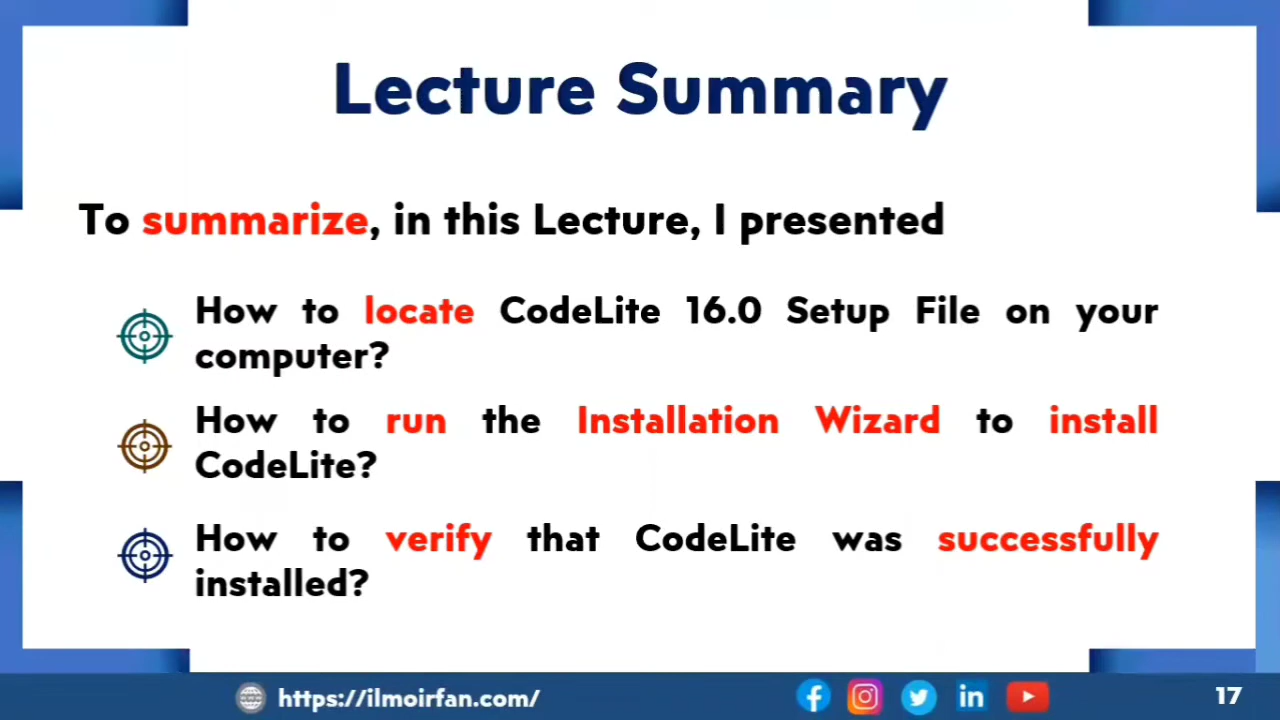 Lecture Summary
To summarize, in this Lecture, I presented
How to locate CodeLite 16.0 Setup File on your
computer?
How to run the Installation Wizard to install
CodeLite?
How to verify that CodeLite was successfully
installed?
https://ilmoirfan.com/
17